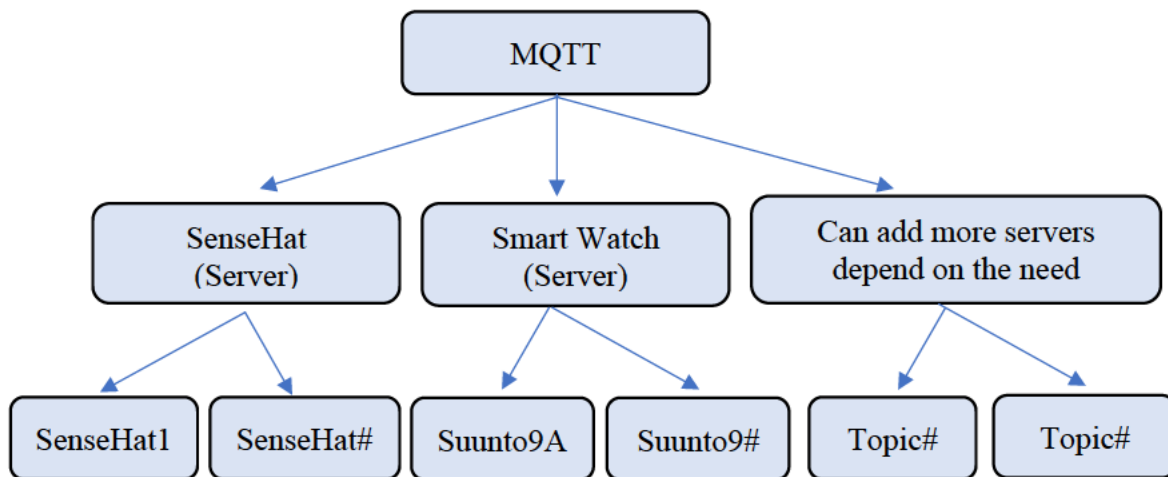 MQTT
SenseHat
(Server)
Smart Watch
(Server)
Can add more servers
depend on the need
SenseHat1
SenseHat#
Suunto9A
Suunto9#
Topic#
Topic#